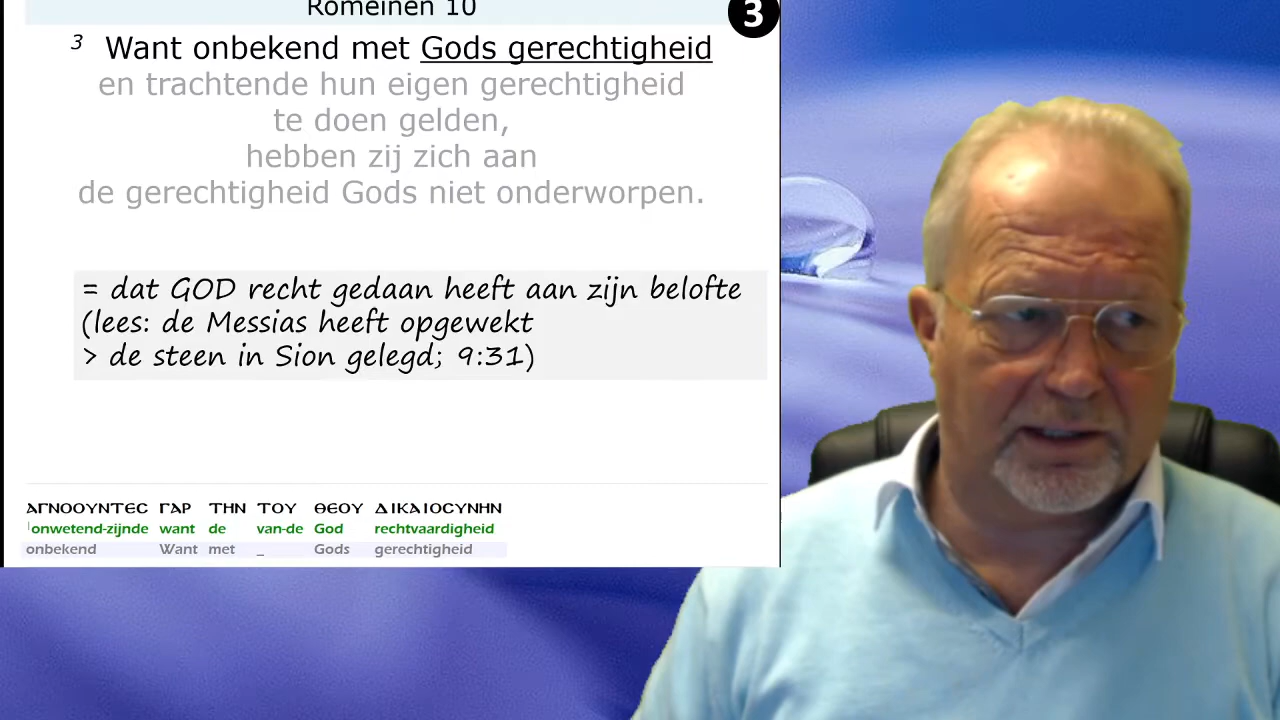 Romeinen 10
3
3 Want onbekend met Gods gerechtigheid
en trachtende hun eigen gerechtigheid
te doen gelden,
hebben zij zich aan
de gerechtigheid Gods niet onderworpen.
= dat GOD recht gedaan heeft aan zijn belofte
(lees: de Messias heeft opgewekt
> de steen in Sion gelegd; 9:31)
ΑΓΝΟΟΥΝΤΕϹ ΓΑΡ ΤΗΝ ΤΟΥ ΘΕΟΥ ΔΙΚΑΙΟϹΥΝΗΝ
onwetend-zijnde want de van-de God rechtvaardigheid
onbekend Want met _ Gods gerechtigheid